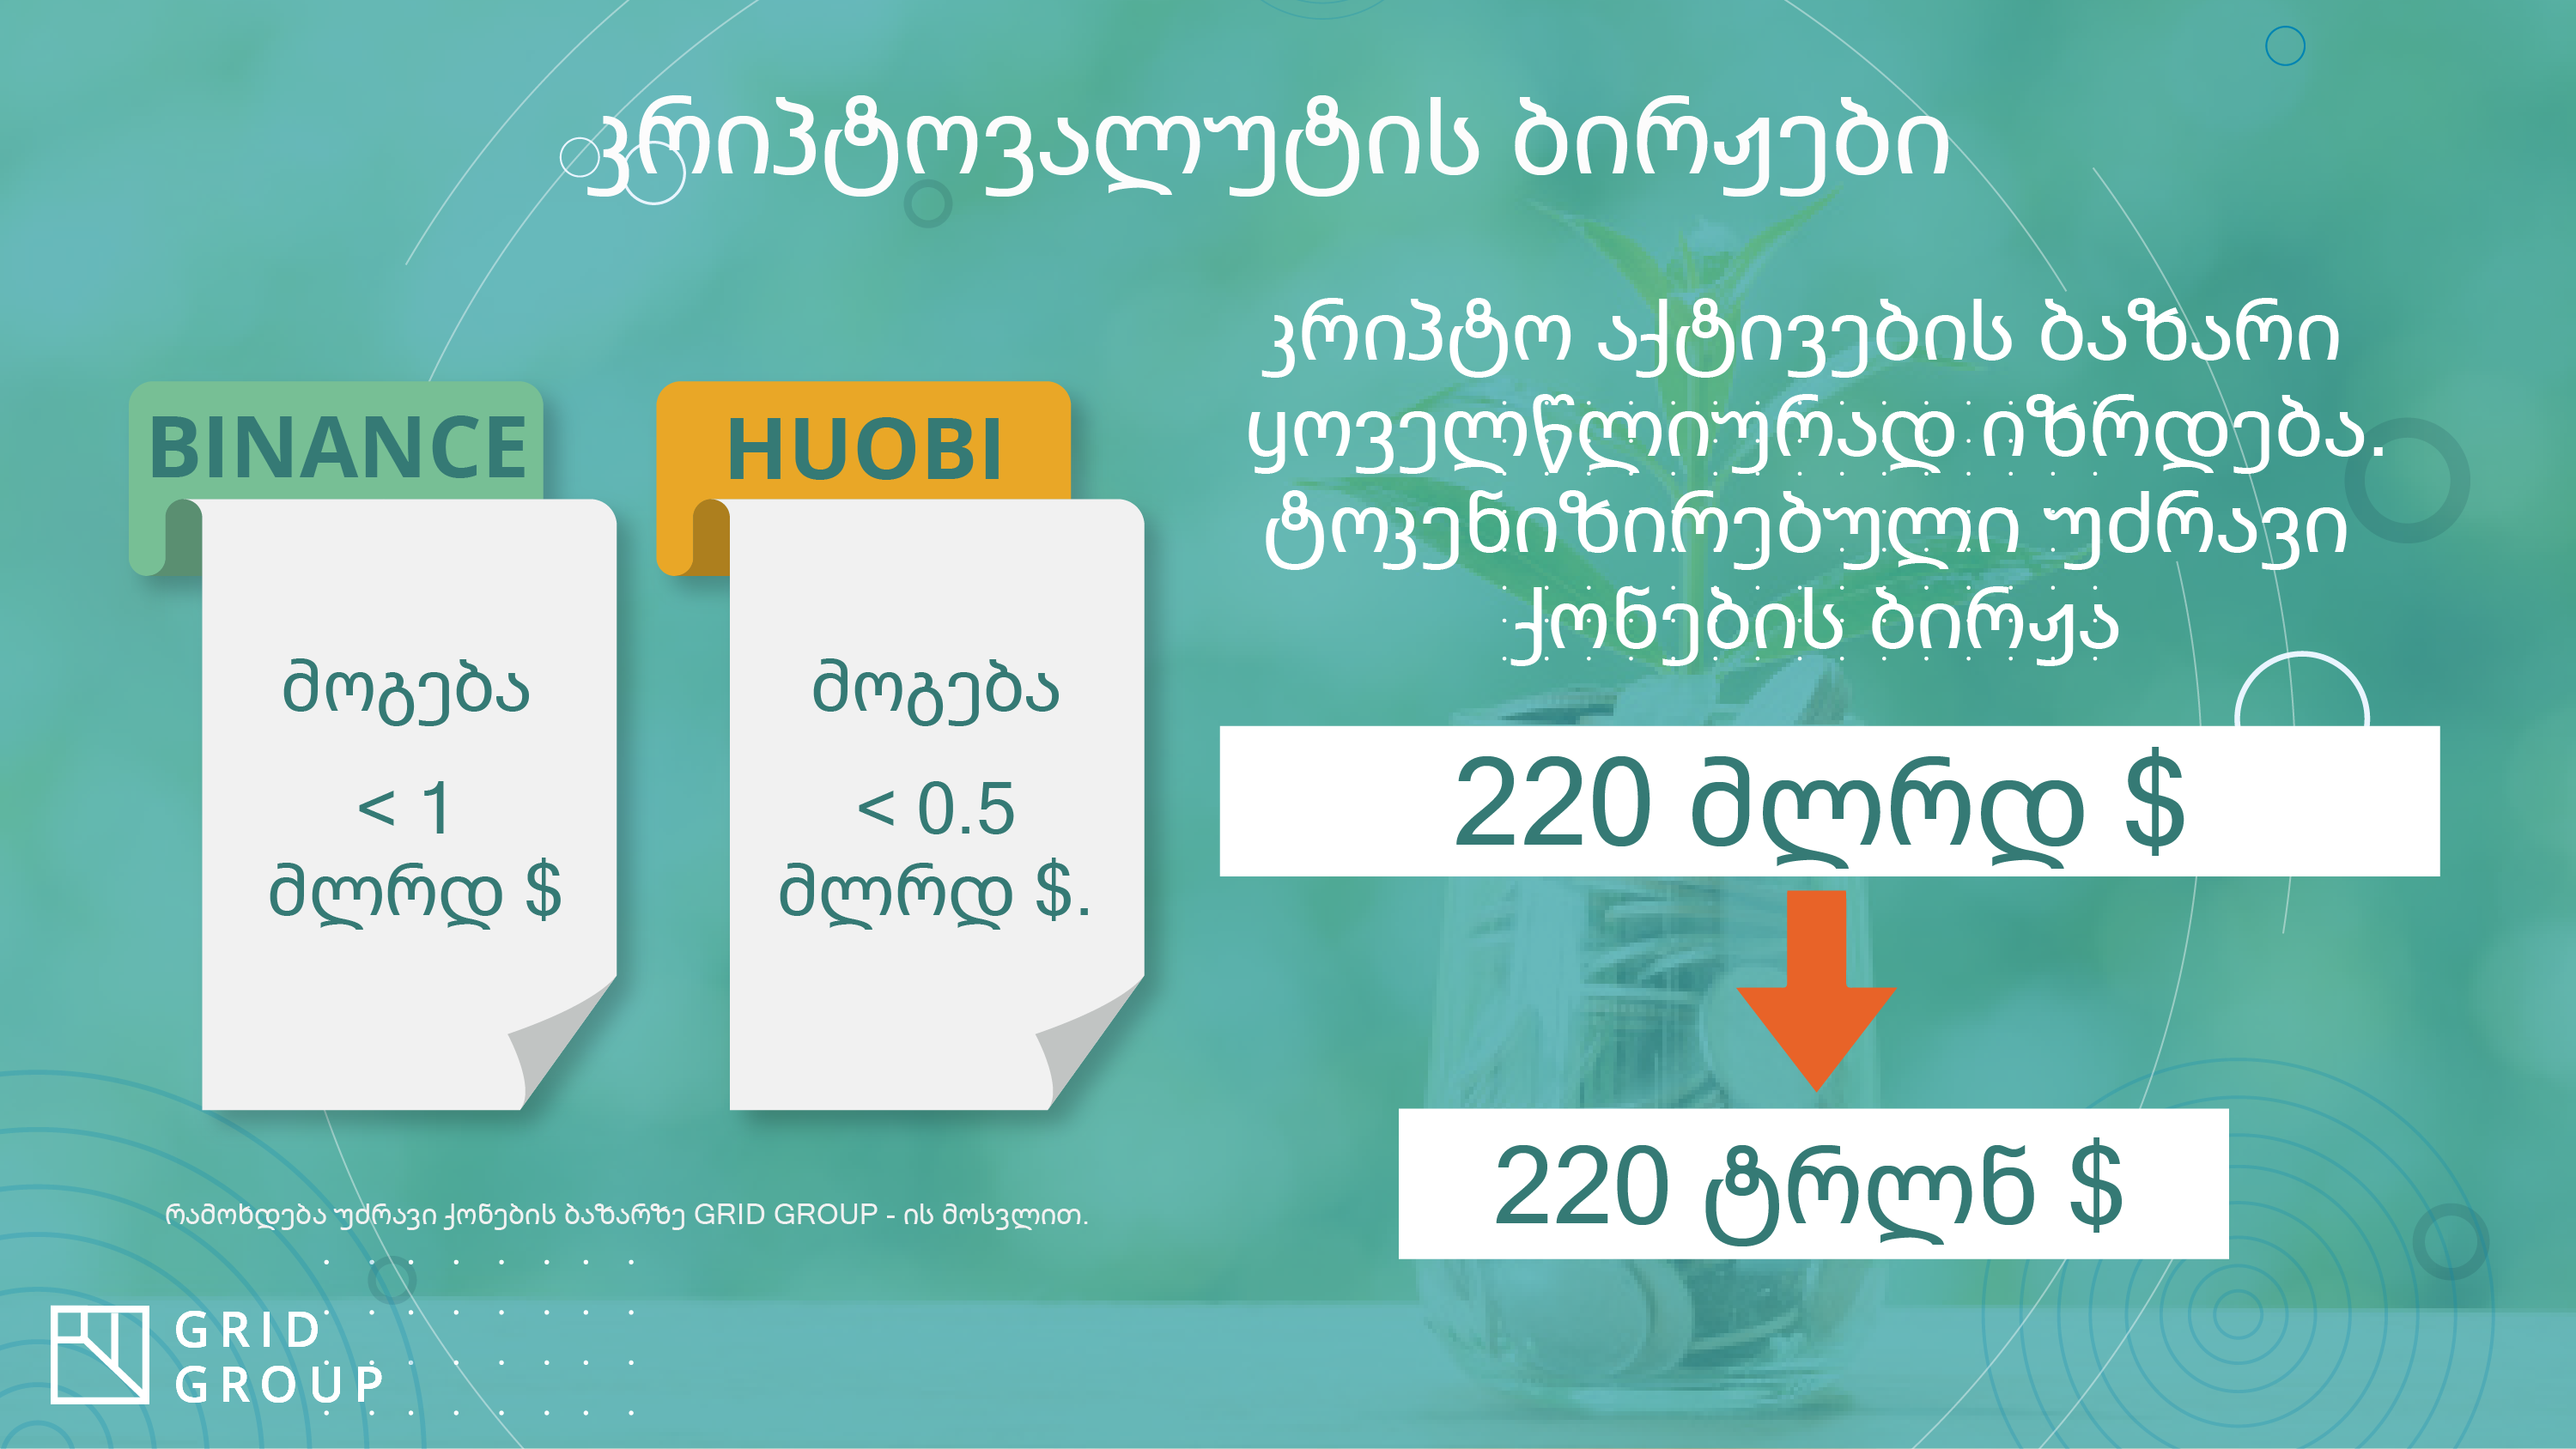 კრიპტოვალუტის ბირჟები
BINANCE
მოგება
< 1
მლრდ $
HUOBI
მოგება
< 0.5
მლრდ $.
კრიპტო აქტივების ბაზარი
ყოველწლიურად იზრდება.
ტოკენიზირებული უძრავი
ქონების ბირჟა
220 მლრდ $
220 ტრლნ $
რამოხდება უძრავი ქონების ბაზარზე GRID GROUP - ის მოსვლით.
GRID
GROUP